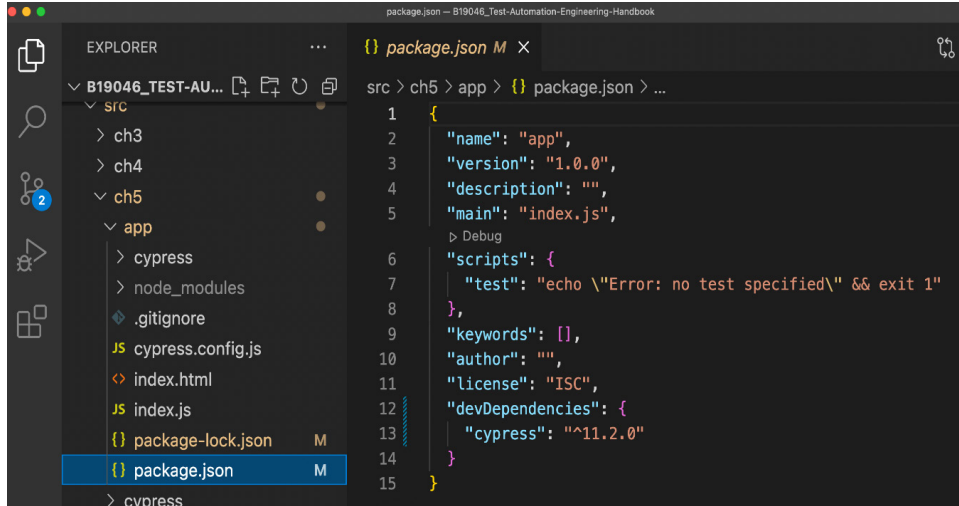 package.json — B19046_Test-Automation-Engineering-Handbook
EXPLORER
B19046_TEST-AU...
src
ch3
ch4
ch5
app
cypress
node_modules
.gitignore
JS cypress.config.js
<> index.html
JS index.js
{} package-lock.json M
{} package.json M
cypress
2
{} package.json M ×
src > ch5 > app > {} package.json > ...
1 {
2 "name": "app",
3 "version": "1.0.0",
4 "description": "",
5 "main": "index.js",
Debug
6 "scripts": {
7 "test": "echo \"Error: no test specified\" && exit 1"
8 },
9 "keywords": [],
10 "author": "",
11 "license": "ISC",
12 "devDependencies": {
13 "cypress": "^11.2.0"
14 }
15 }